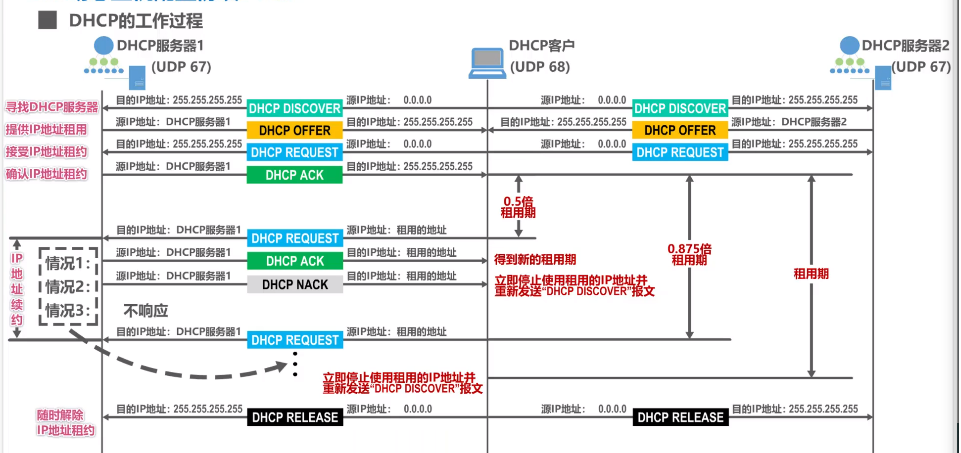 DHCP的工作过程
DHCP服务器1
(UDP 67)
DHCP客户
(UDP 68)
DHCP服务器2
(UDP 67)
寻找DHCP服务器
目的IP地址: 255.255.255.255
DHCP DISCOVER
源IP地址: 0.0.0.0
源IP地址: 0.0.0.0
DHCP DISCOVER
目的IP地址: 255.255.255.255
提供IP地址租用
源IP地址: DHCP服务器1
DHCP OFFER
目的IP地址: 255.255.255.255
目的IP地址: 255.255.255.255
DHCP OFFER
源IP地址: DHCP服务器2
接受IP地址租约
目的IP地址: 255.255.255.255
DHCP REQUEST
源IP地址: 0.0.0.0
源IP地址: 0.0.0.0
DHCP REQUEST
目的IP地址: 255.255.255.255
确认IP地址租约
源IP地址: DHCP服务器1
DHCP ACK
目的IP地址: 255.255.255.255
0.5倍
租用期
0.875倍
租用期
租用期
IP
地
址
续
约
目的IP地址: DHCP服务器1
DHCP REQUEST
源IP地址: 租用的地址
情况1:
源IP地址: DHCP服务器1
DHCP ACK
目的IP地址: 租用的地址
得到新的租用期
情况2:
源IP地址: DHCP服务器1
DHCP NACK
目的IP地址: 租用的地址
立即停止使用租用的IP地址并
重新发送“DHCP DISCOVER”报文
情况3:
不响应
目的IP地址: DHCP服务器1
DHCP REQUEST
源IP地址: 租用的地址
立即停止使用租用的IP地址并
重新发送“DHCP DISCOVER”报文
随时解除
IP地址租约
目的IP地址: 255.255.255.255
DHCP RELEASE
源IP地址: 0.0.0.0
源IP地址: 0.0.0.0
DHCP RELEASE
目的IP地址: 255.255.255.255